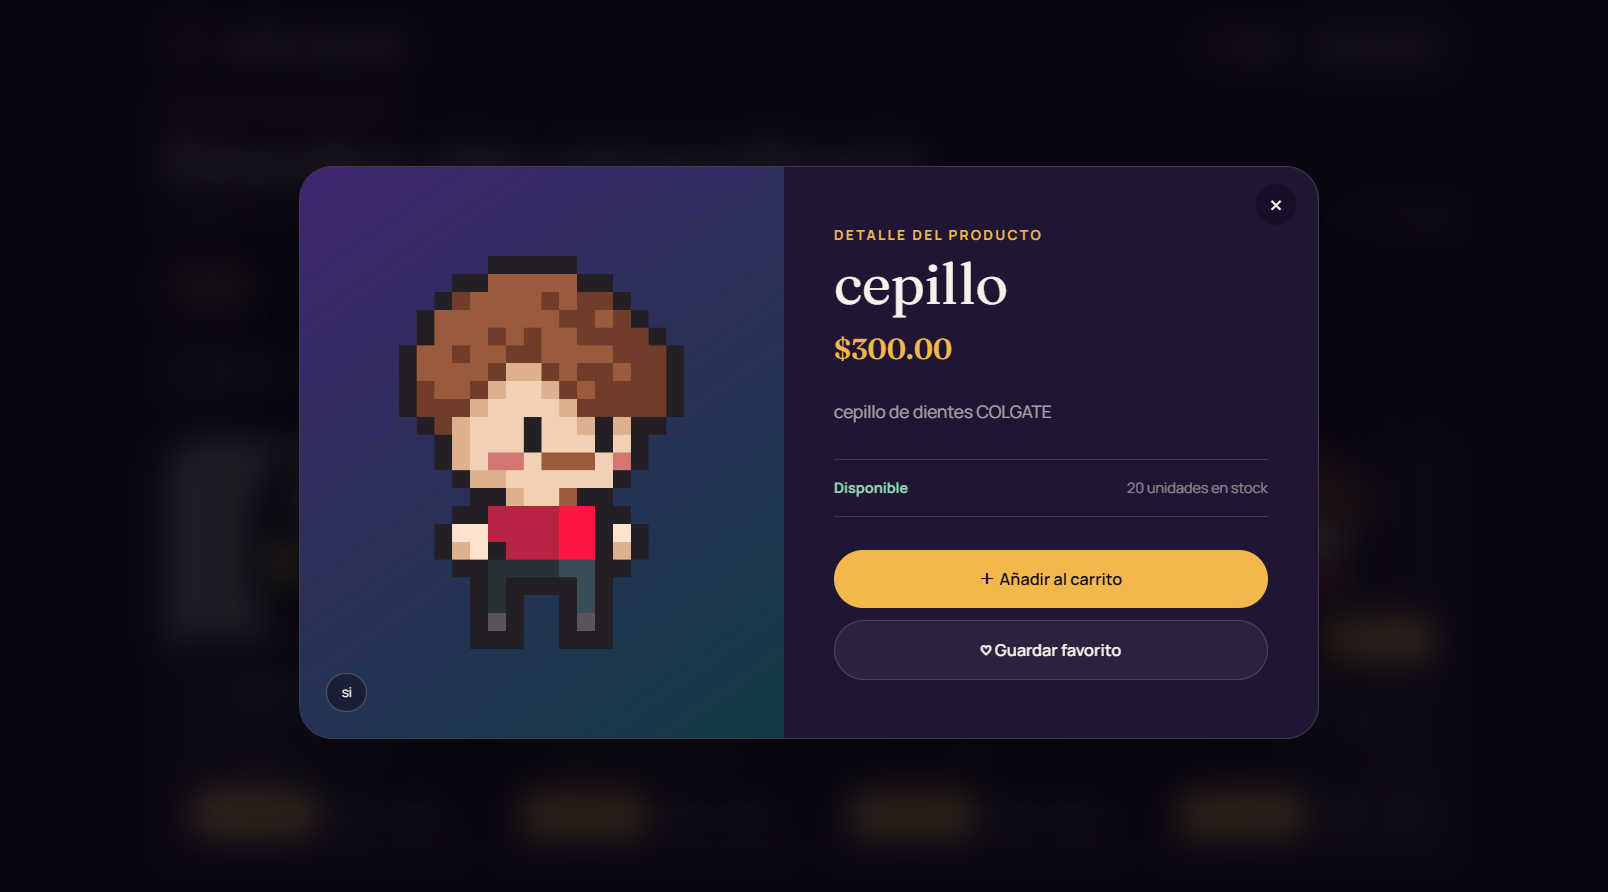 DETALLE DEL PRODUCTO
cepillo
$300.00
cepillo de dientes COLGATE
Disponible
20 unidades en stock
+ Añadir al carrito
♡ Guardar favorito
si